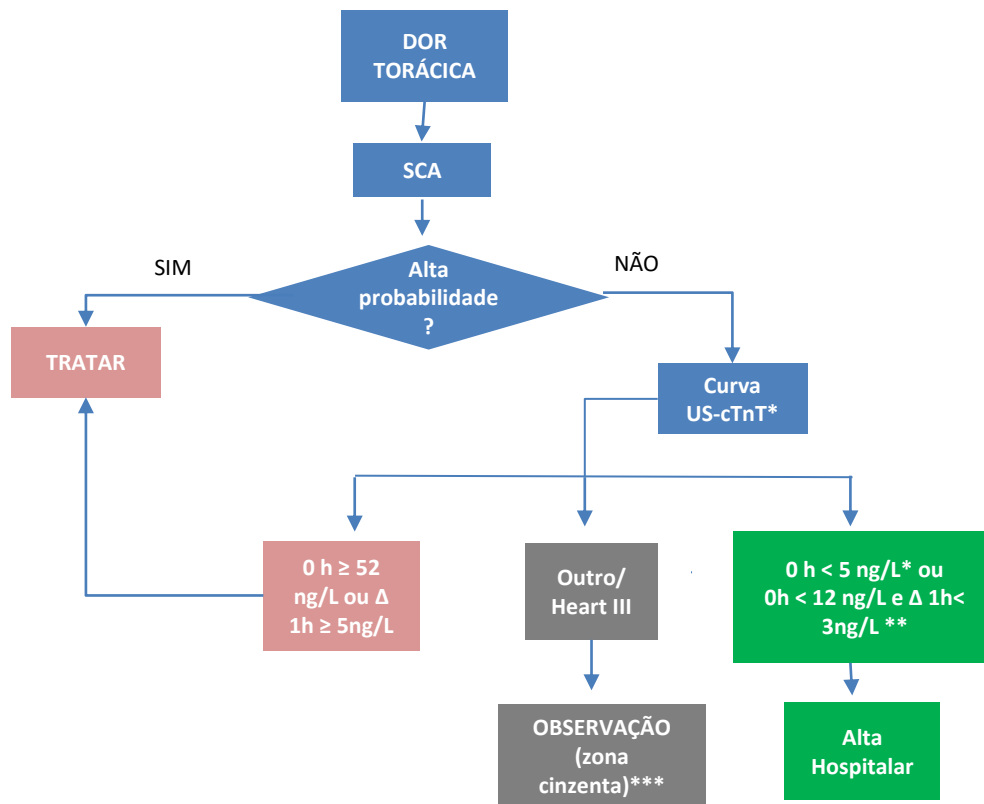 DOR
TORÁCICA
SCA
SIM
NÃO
Alta
probabilidade
?
TRATAR
Curva
US-cTnT*
0 h ≥ 52
ng/L ou Δ
1h ≥ 5ng/L
Outro/
Heart III
0 h < 5 ng/L* ou
0h < 12 ng/L e Δ 1h<
3ng/L **
OBSERVAÇÃO
(zona
cinzenta)***
Alta
Hospitalar